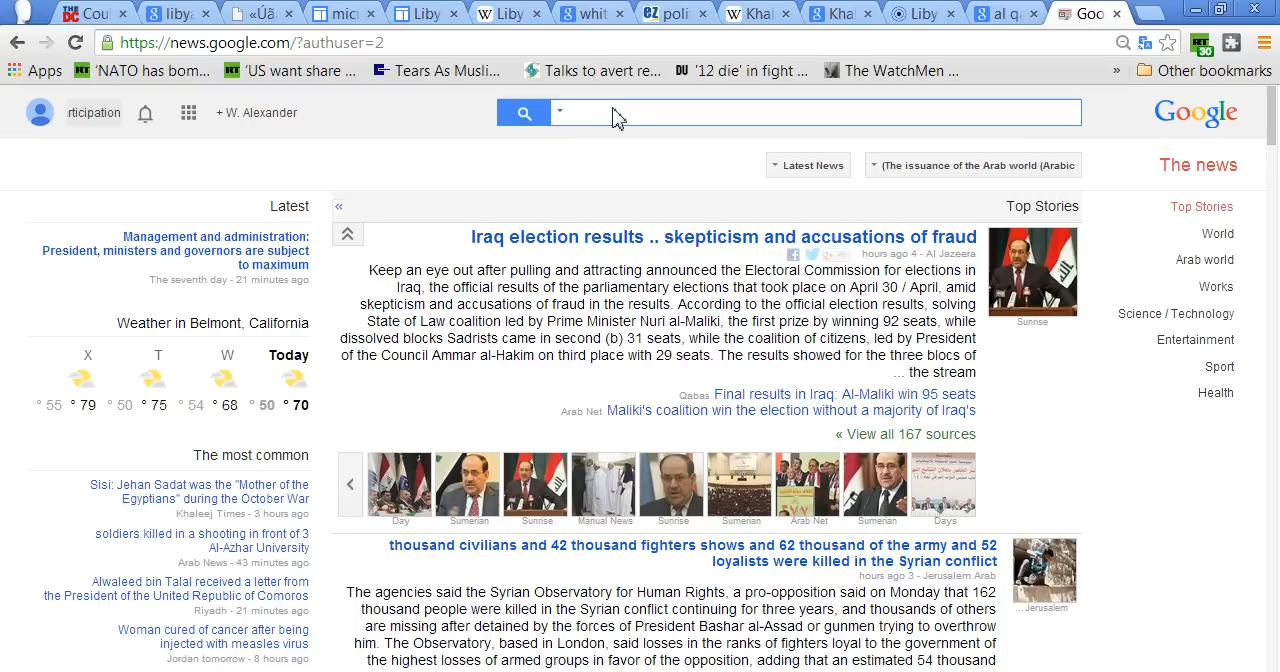 Cou
liby
«Úã
mic
Liby
Liby
whit
poli
Kha
Kha
Liby
al q
Goo
https://news.google.com/?authuser=2
30
Apps
'NATO has bom...
'US want share ...
Tears As Musli...
Talks to avert re...
DU '12 die' in fight ...
The WatchMen ...
»
Other bookmarks
rticipation
+ W. Alexander
Google
Latest News
(The issuance of the Arab world (Arabic
The news
Latest
«
Top Stories
Top Stories
World
Arab world
Works
Science / Technology
Entertainment
Sport
Health
Management and administration:
President, ministers and governors are subject
to maximum
The seventh day - 21 minutes ago
Weather in Belmont, California
X T W Today
° 55 ° 79 ° 50 ° 75 ° 54 ° 68 ° 50 ° 70
The most common
Sisi: Jehan Sadat was the "mother of the
Egyptians" during the October War
Khaleej Times - 3 hours ago
soldiers killed in a shooting in front of 3
Al-Azhar University
Arab News - 43 minutes ago
Alwaleed bin Talal received a letter from
the President of the United Republic of Comoros
Riyadh - 21 minutes ago
Woman cured of cancer after being
injected with measles virus
Jordan tomorrow - 8 hours ago
Iraq election results .. skepticism and accusations of fraud
hours ago 4 - Al Jazeera
Keep an eye out after pulling and attracting announced the Electoral Commission for elections in
Iraq, the official results of the parliamentary elections that took place on April 30 / April, amid
skepticism and accusations of fraud in the results. According to the official election results, solving
State of Law coalition led by Prime Minister Nuri al-Maliki, the first prize by winning 92 seats, while
dissolved blocks Sadrists came in second (b) 31 seats, while the coalition of citizens, led by President
of the Council Ammar al-Hakim on third place with 29 seats. The results showed for the three blocs of
... the stream
Sunrise
Qabas Final results in Iraq: Al-Maliki win 95 seats
Arab Net Maliki's coalition win the election without a majority of Iraq's
« View all 167 sources
Day
Sumerian
Sunrise
Manual News
Sunrise
Sumerian
Arab Net
Sumerian
Days
thousand civilians and 42 thousand fighters shows and 62 thousand of the army and 52
loyalists were killed in the Syrian conflict
hours ago 3 - Jerusalem Arab
... Jerusalem
The agencies said the Syrian Observatory for Human Rights, a pro-opposition said on Monday that 162
thousand people were killed in the Syrian conflict continuing for three years, and thousands of others
are missing after detained by the forces of President Bashar al-Assad or gunmen trying to overthrow
him. The Observatory, based in London, said losses in the ranks of fighters loyal to the government of
the highest losses of armed groups in favor of the opposition, adding that an estimated 54 thousand